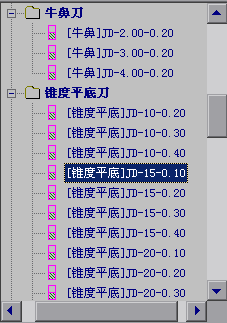 牛鼻刀
[牛鼻]JD-2.00-0.20
[牛鼻]JD-3.00-0.20
[牛鼻]JD-4.00-0.20
锥度平底刀
[锥度平底]JD-10-0.20
[锥度平底]JD-10-0.30
[锥度平底]JD-10-0.40
[锥度平底]JD-15-0.10
[锥度平底]JD-15-0.20
[锥度平底]JD-15-0.30
[锥度平底]JD-15-0.40
[锥度平底]JD-20-0.10
[锥度平底]JD-20-0.20
[锥度平底]JD-20-0.30